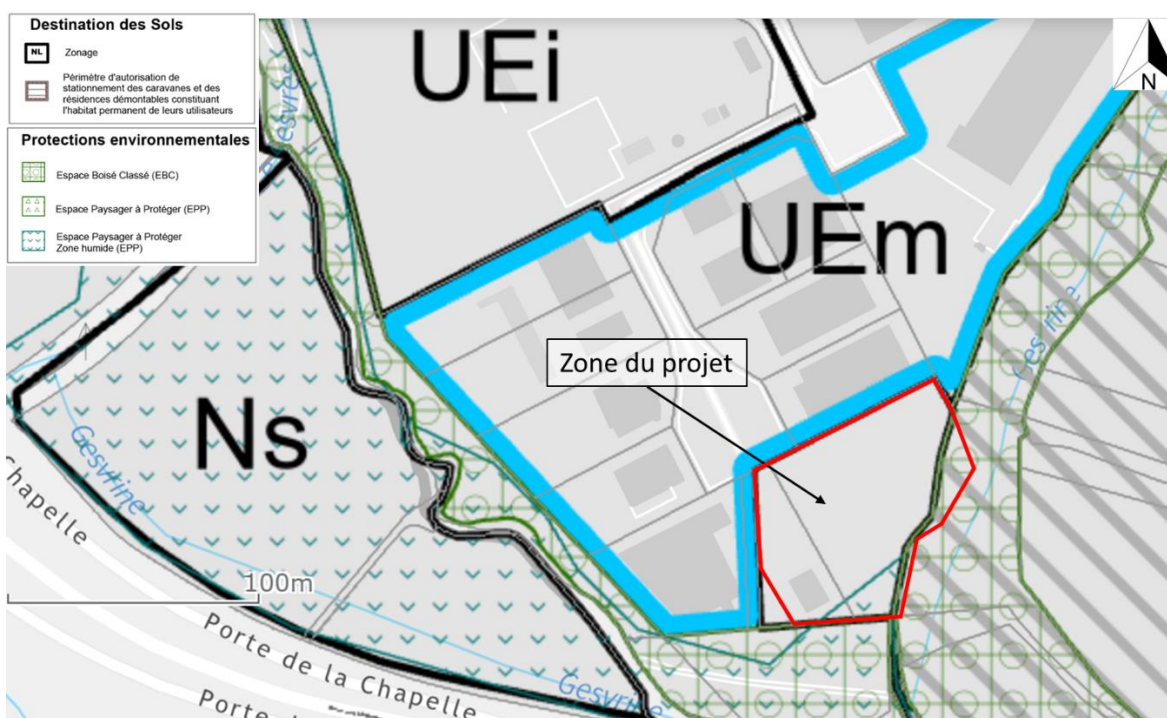 Destination des Sols
NL Zonage
Périmètre d'autorisation de
stationnement des caravanes et des
résidences démontables constituant
l'habitat permanent de leurs utilisateurs
Protections environnementales
Espace Boisé Classé (EBC)
Espace Paysager à Protéger (EPP)
Espace Paysager à Protéger
Zone humide (EPP)
UEi
N
UEm
Zone du projet
Ns
Gesvrine
Chapelle
100m
Porte de la Chapelle
Gesvrine